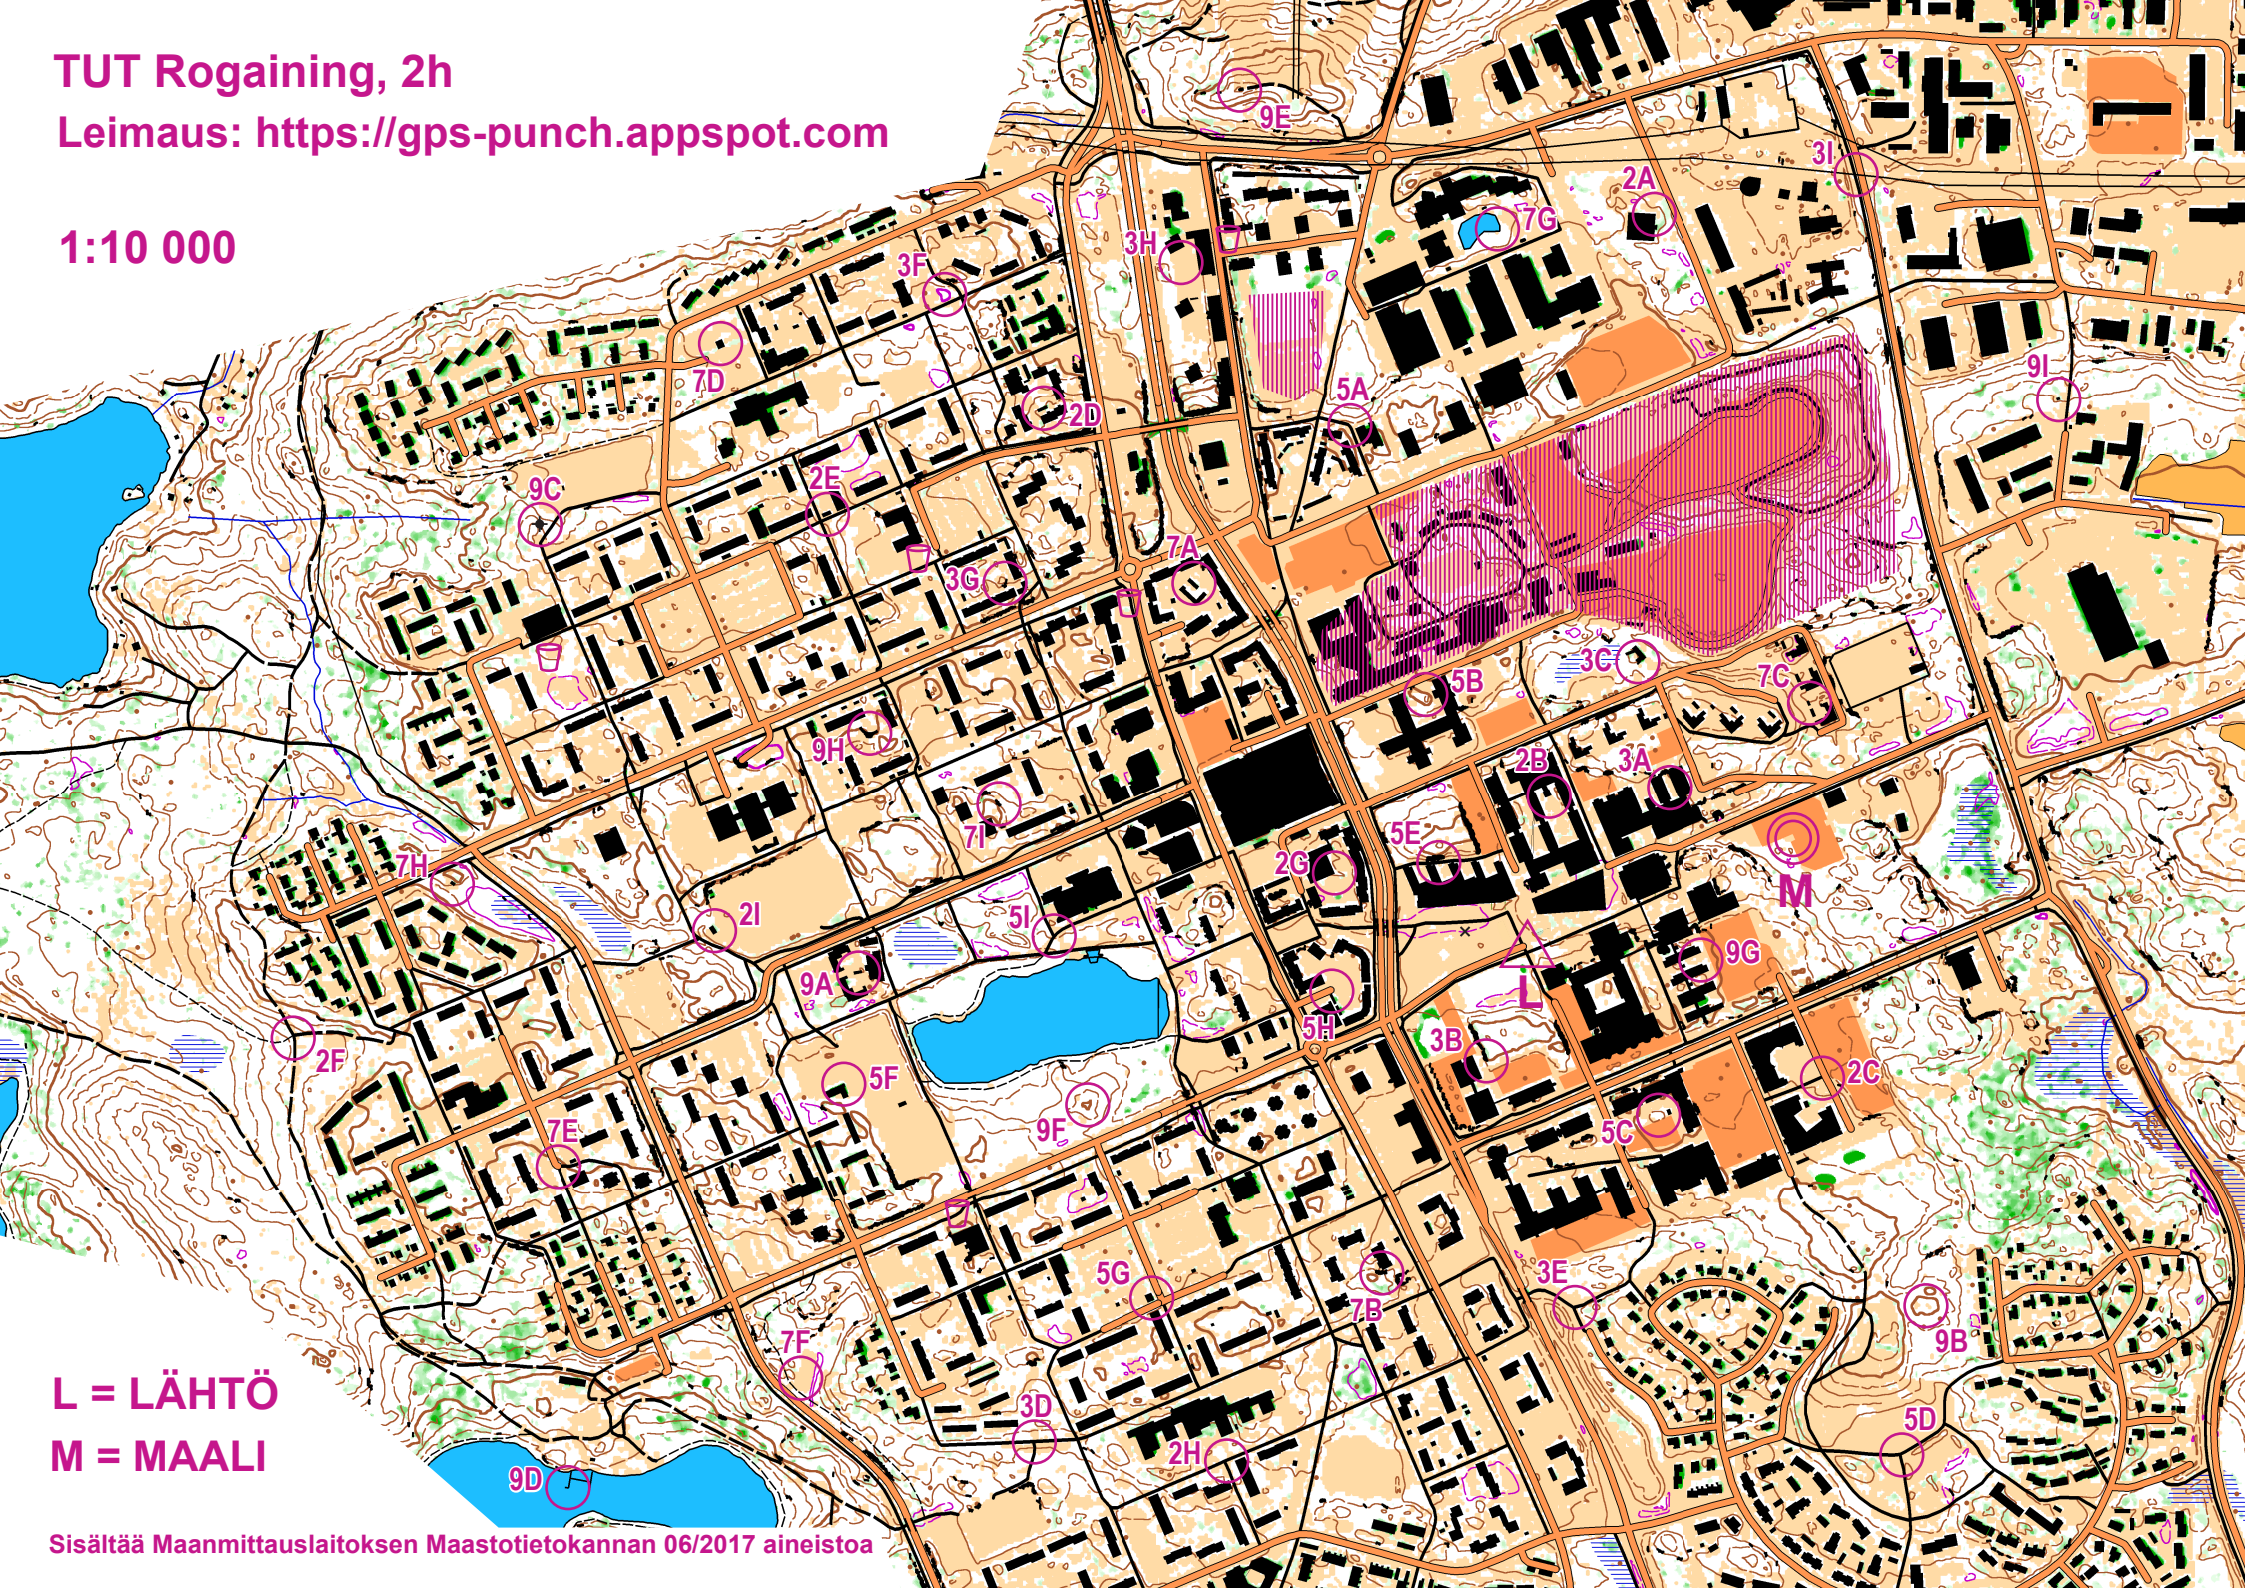 TUT Rogaining, 2h
Leimaus: https://gps-punch.appspot.com
1:10 000
9E
3I
2A
7G
3H
3F
7D
2D
5A
9I
9C
2E
7A
3G
3C
7C
5B
9H
2B
3A
7I
5E
7H
2G
M
2I
5I
9G
9A
L
5H
3B
2F
5F
2C
9F
5C
7E
5G
3E
7B
9B
7F
3D
5D
2H
9D
L = LÄHTÖ
M = MAALI
Sisältää Maanmittauslaitoksen Maastotietokannan 06/2017 aineistoa